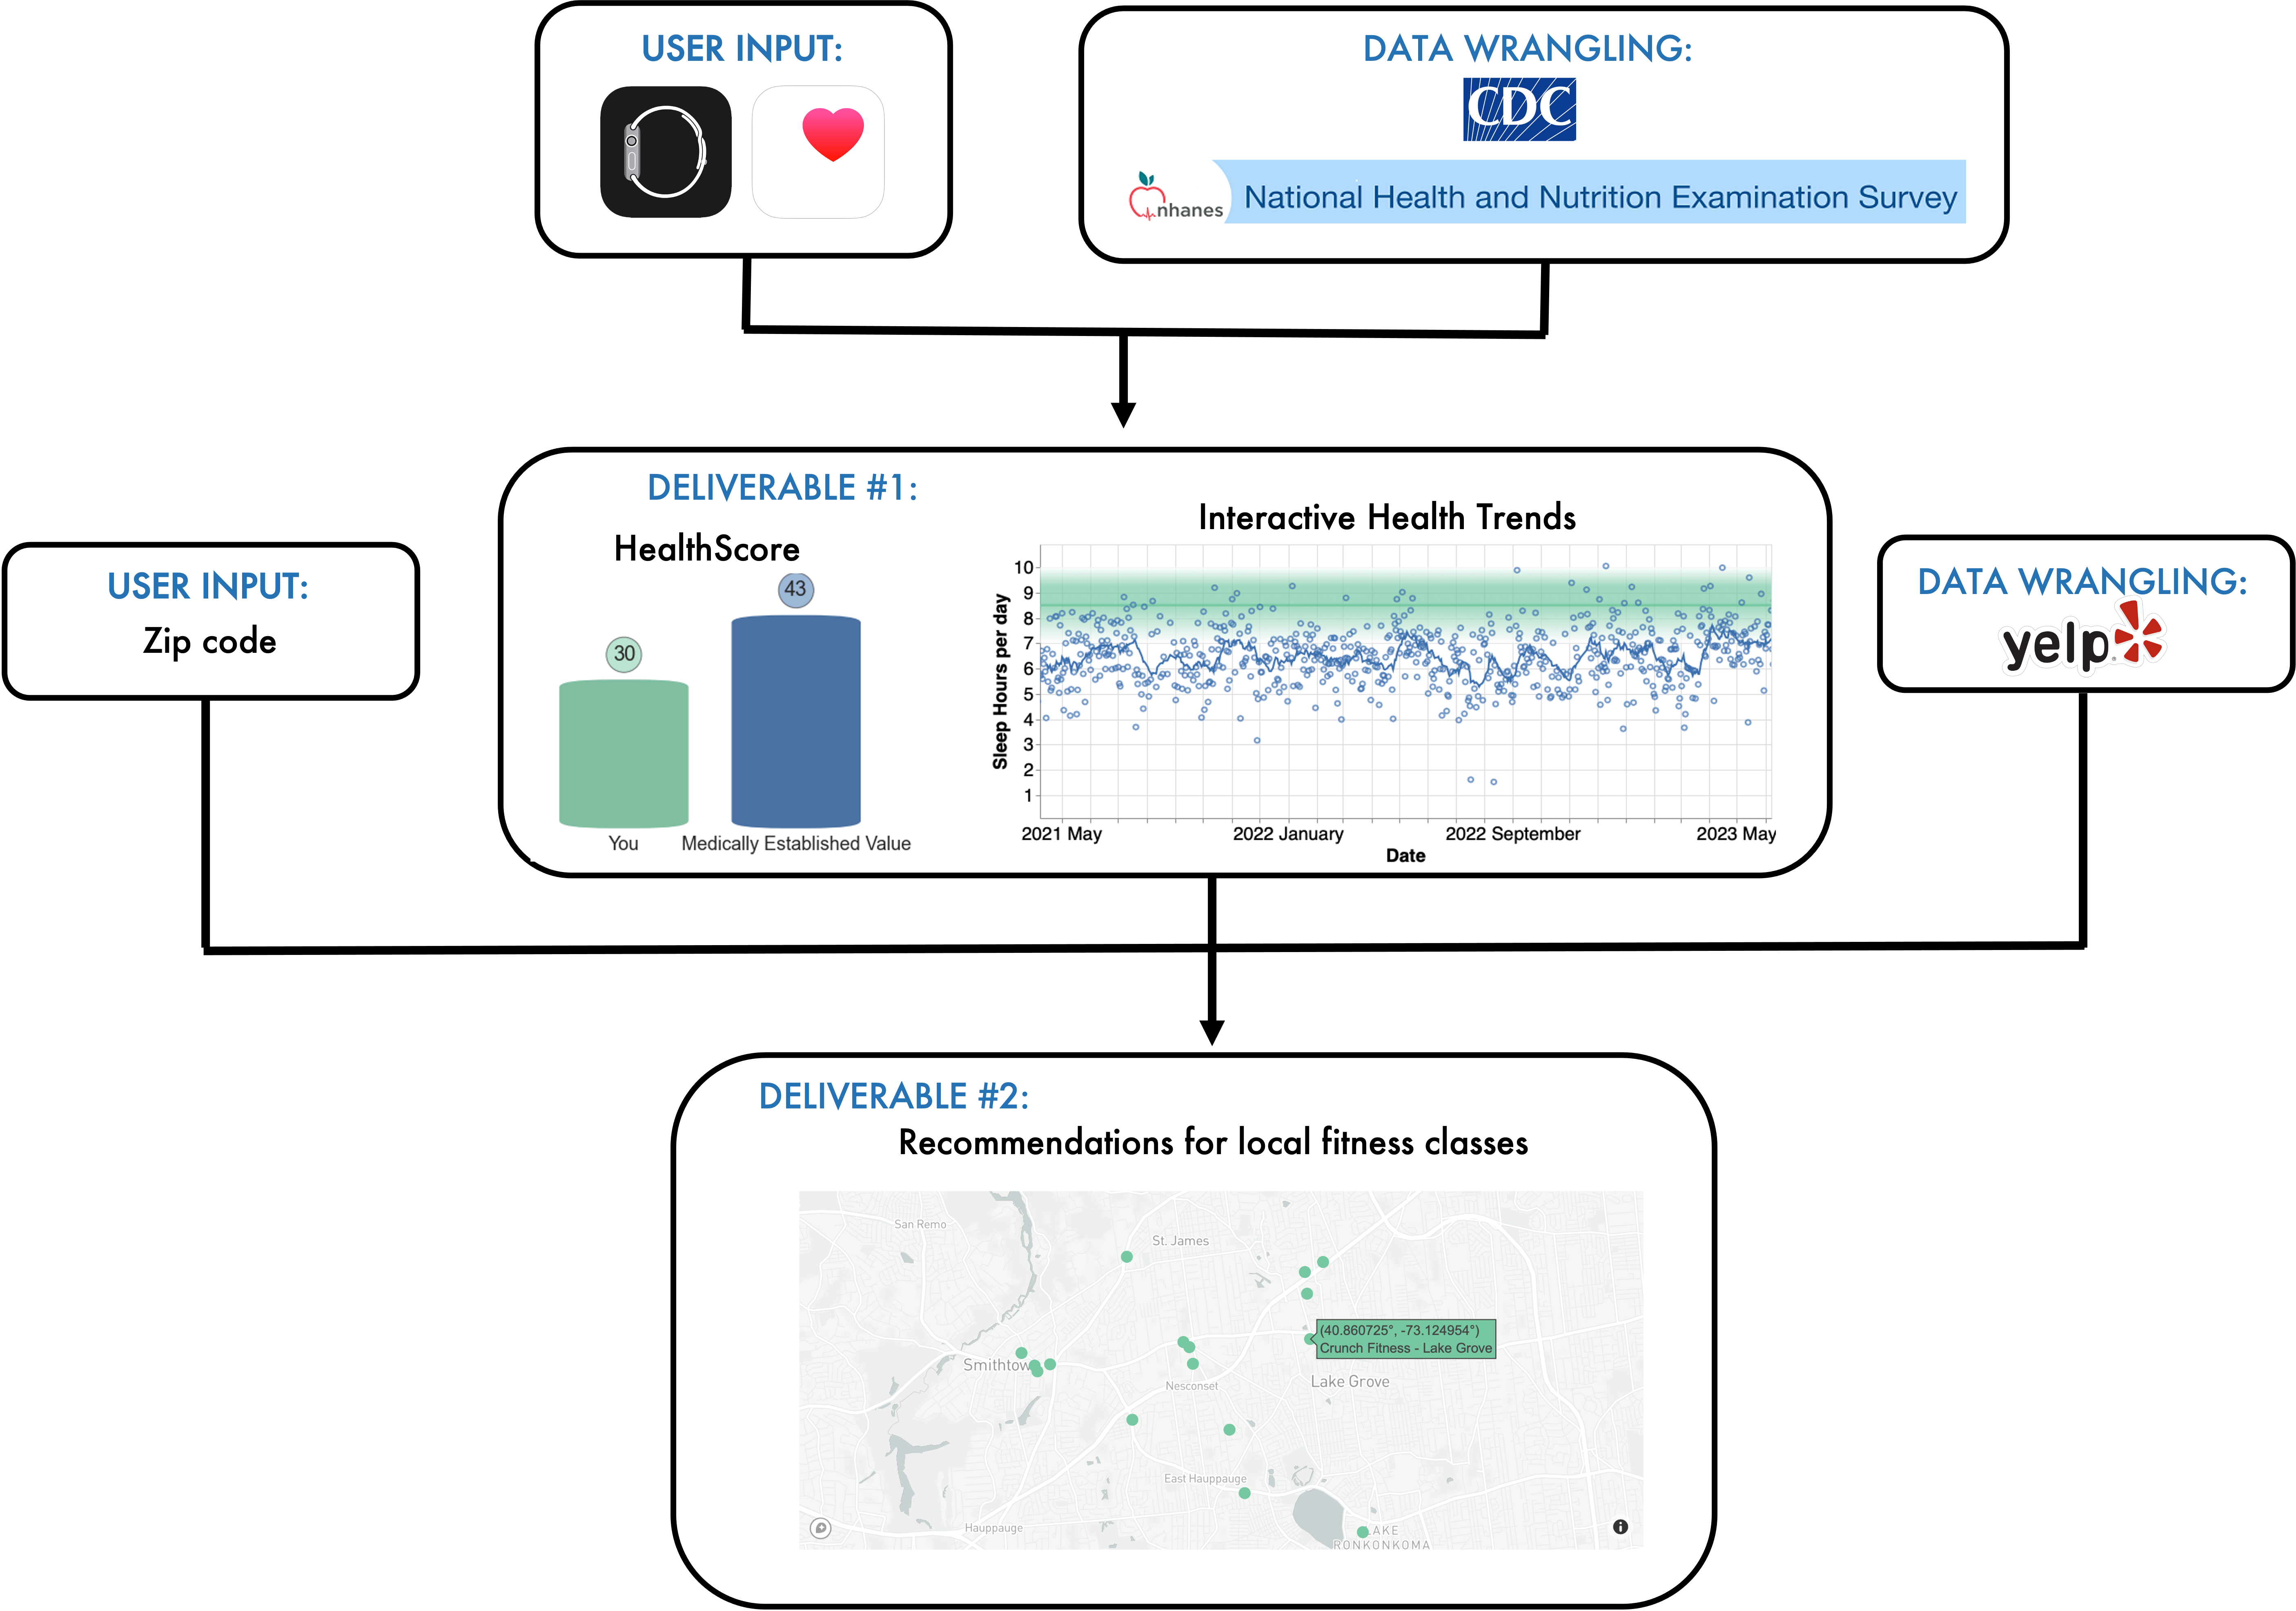 USER INPUT:
DATA WRANGLING:
CDC
nhanes
National Health and Nutrition Examination Survey
DELIVERABLE #1:
HealthScore
43
30
You
Medically Established Value
Interactive Health Trends
Sleep Hours per day
10
9
8
7
6
5
4
3
2
1
2021 May
2022 January
2022 September
2023 May
Date
USER INPUT:
Zip code
DATA WRANGLING:
yelp
DELIVERABLE #2:
Recommendations for local fitness classes
San Remo
St. James
(40.860725°, -73.124954°)
Crunch Fitness - Lake Grove
Smithtow
Lake Grove
Nesconset
East Hauppauge
Hauppauge
LAKE
RONKONKOMA